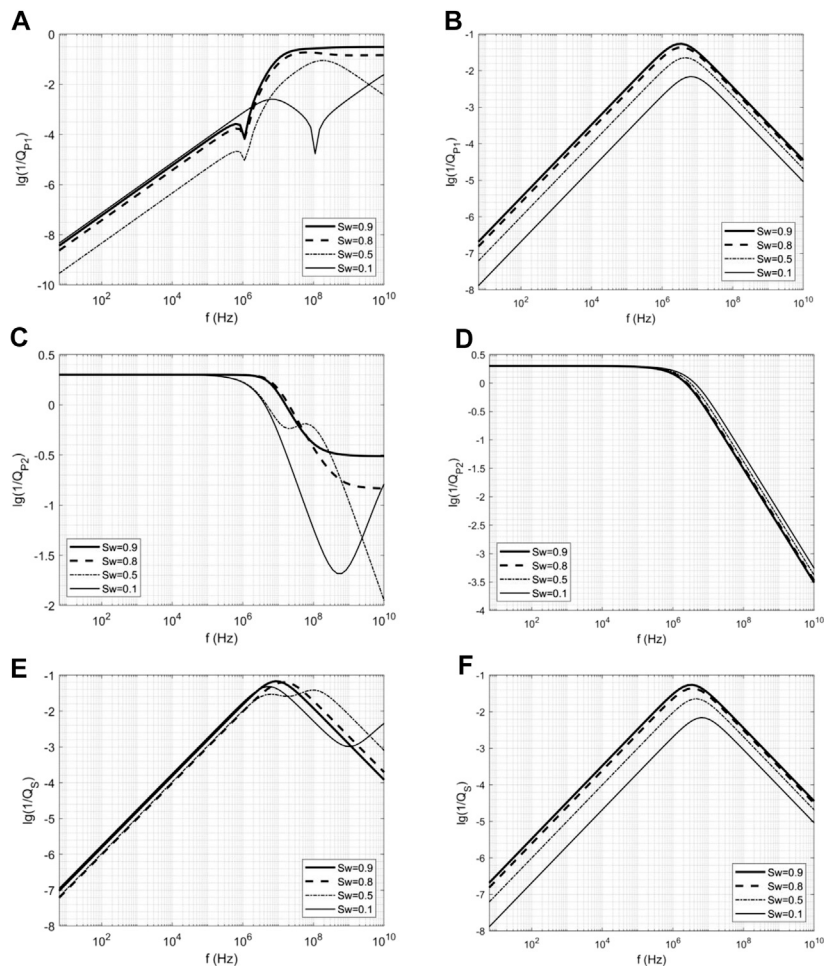 A
0
-2
-4
-6
-8
-10
lg(1/Q_P1)
10^2 10^4 10^6 10^8 10^10
f (Hz)
Sw=0.9
Sw=0.8
Sw=0.5
Sw=0.1
B
-1
-2
-3
-4
-5
-6
-7
-8
lg(1/Q_P1)
10^2 10^4 10^6 10^8 10^10
f (Hz)
Sw=0.9
Sw=0.8
Sw=0.5
Sw=0.1
C
0.5
0
-0.5
-1
-1.5
-2
lg(1/Q_P2)
10^2 10^4 10^6 10^8 10^10
f (Hz)
Sw=0.9
Sw=0.8
Sw=0.5
Sw=0.1
D
0.5
0
-0.5
-1
-1.5
-2
-2.5
-3
-3.5
-4
lg(1/Q_P2)
10^2 10^4 10^6 10^8 10^10
f (Hz)
Sw=0.9
Sw=0.8
Sw=0.5
Sw=0.1
E
-1
-2
-3
-4
-5
-6
-7
-8
lg(1/Q_S)
10^2 10^4 10^6 10^8 10^10
f (Hz)
Sw=0.9
Sw=0.8
Sw=0.5
Sw=0.1
F
-1
-2
-3
-4
-5
-6
-7
-8
lg(1/Q_S)
10^2 10^4 10^6 10^8 10^10
f (Hz)
Sw=0.9
Sw=0.8
Sw=0.5
Sw=0.1